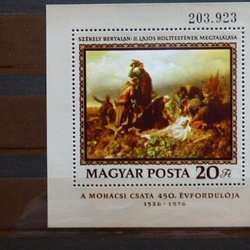 203.923
SZÉKELY BERTALAN: II. LAJOS HOLTTESTÉNEK MEGTALÁLÁSA
MAGYAR POSTA 20 Ft
A MOHÁCSI CSATA 450. ÉVFORDULÓJA
1526-1976